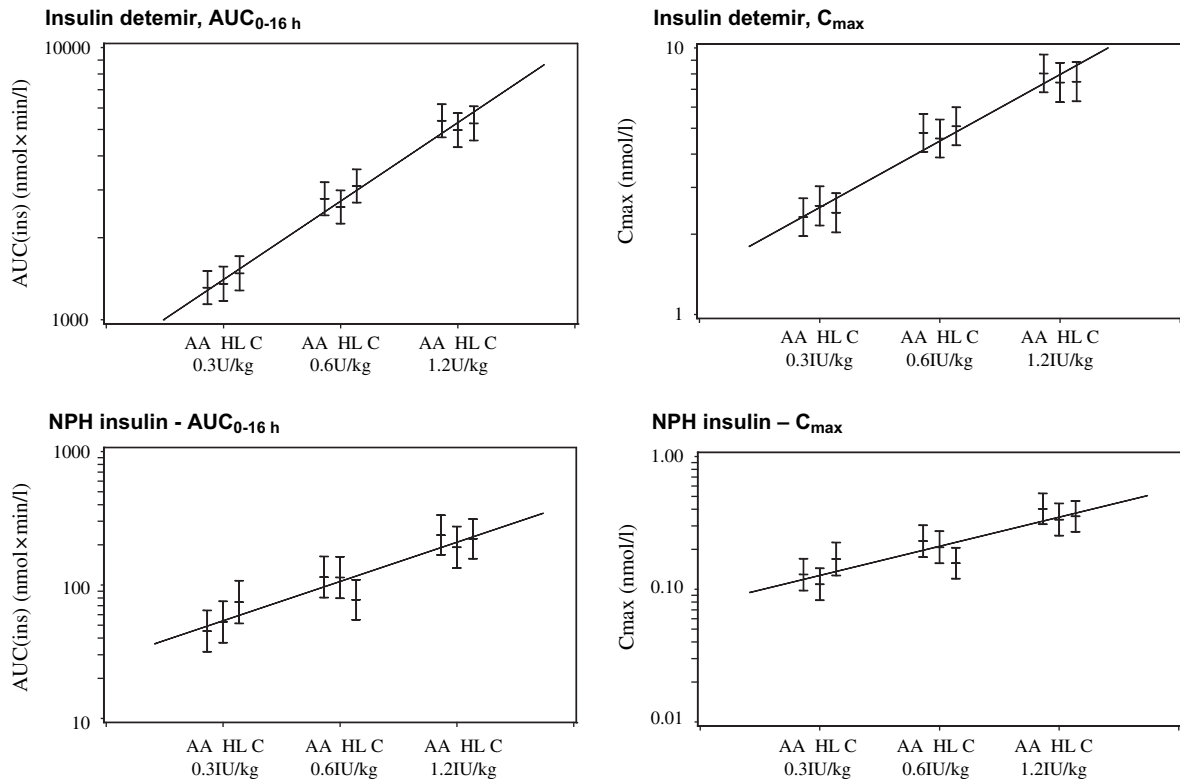 Insulin detemir, AUC0-16 h
10000
1000
AUC(ins) (nmol×min/l)
AA HL C AA HL C AA HL C
0.3U/kg 0.6U/kg 1.2U/kg
Insulin detemir, Cmax
10
1
Cmax (nmol/l)
AA HL C AA HL C AA HL C
0.3IU/kg 0.6IU/kg 1.2IU/kg
NPH insulin - AUC0-16 h
1000
100
10
AUC(ins) (nmol×min/l)
AA HL C AA HL C AA HL C
0.3IU/kg 0.6IU/kg 1.2IU/kg
NPH insulin – Cmax
1.00
0.10
0.01
Cmax (nmol/l)
AA HL C AA HL C AA HL C
0.3IU/kg 0.6IU/kg 1.2IU/kg